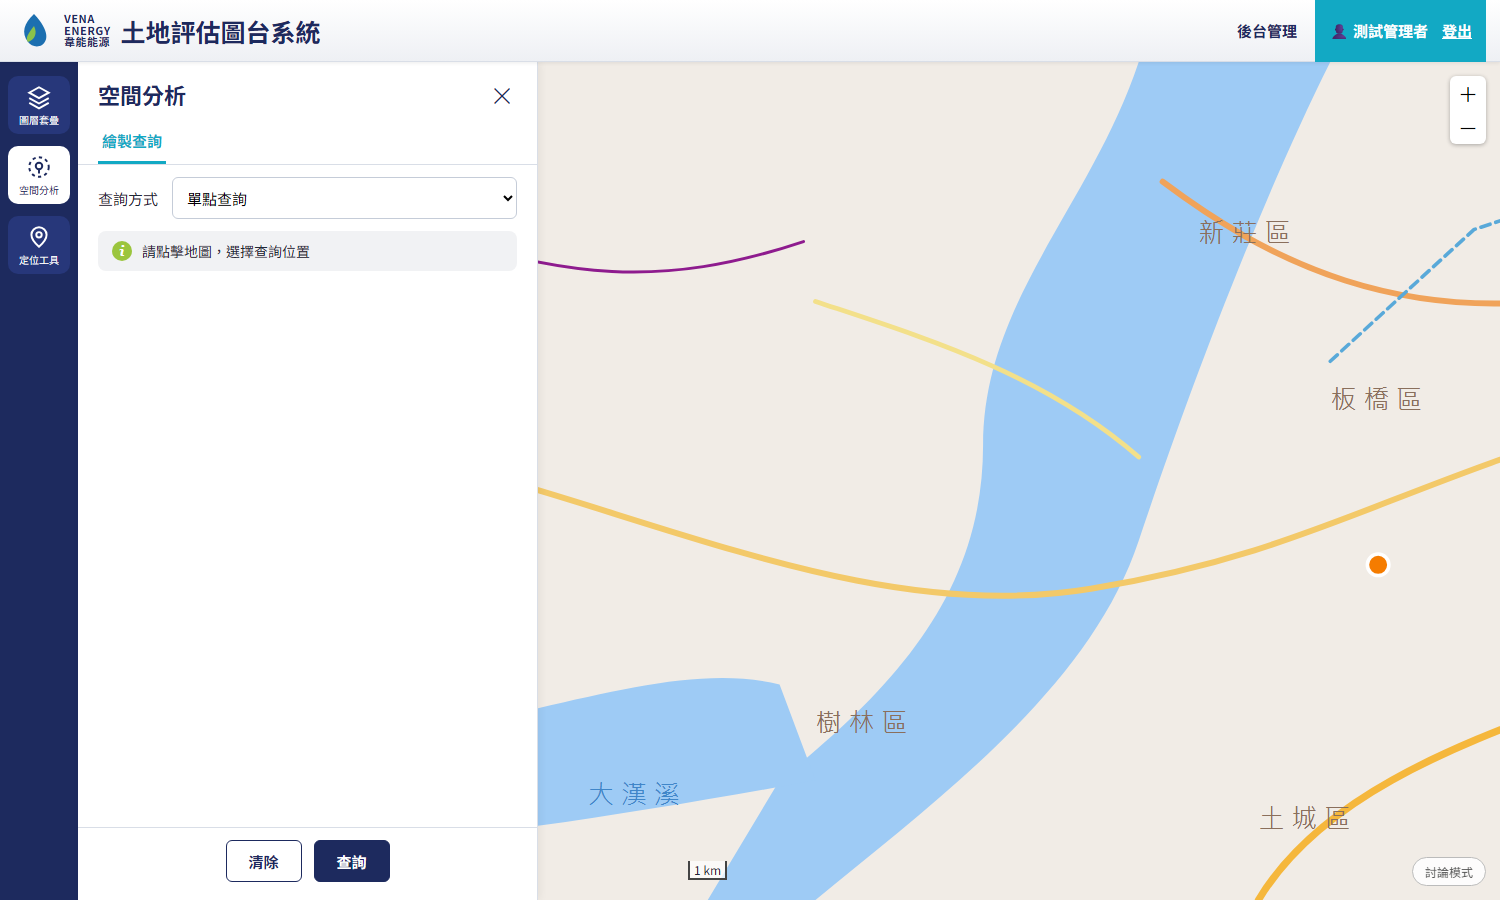 VENA
ENERGY
韋能能源
土地評估圖台系統
後台管理
測試管理者 登出
圖層套疊
空間分析
定位工具
空間分析
繪製查詢
查詢方式 單點查詢
請點擊地圖，選擇查詢位置
清除 查詢
新莊區
板橋區
樹林區
大漢溪
土城區
1 km
討論模式